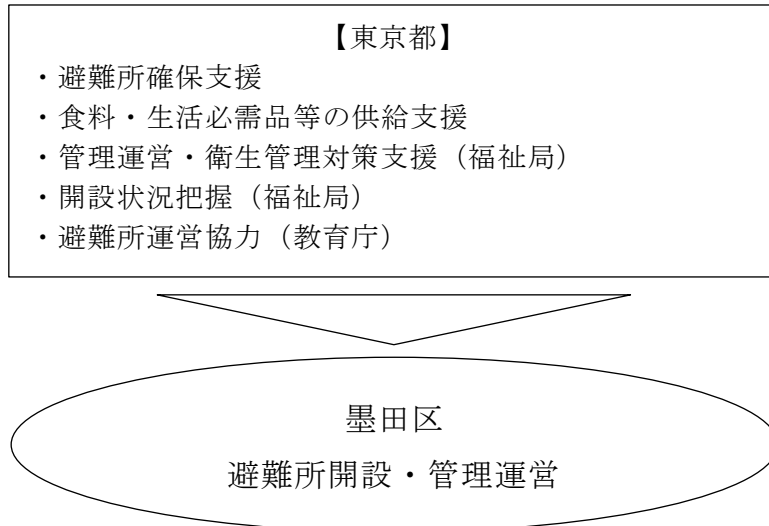 【東京都】
・避難所確保支援
・食料・生活必需品等の供給支援
・管理運営・衛生管理対策支援（福祉局）
・開設状況把握（福祉局）
・避難所運営協力（教育庁）
墨田区
避難所開設・管理運営